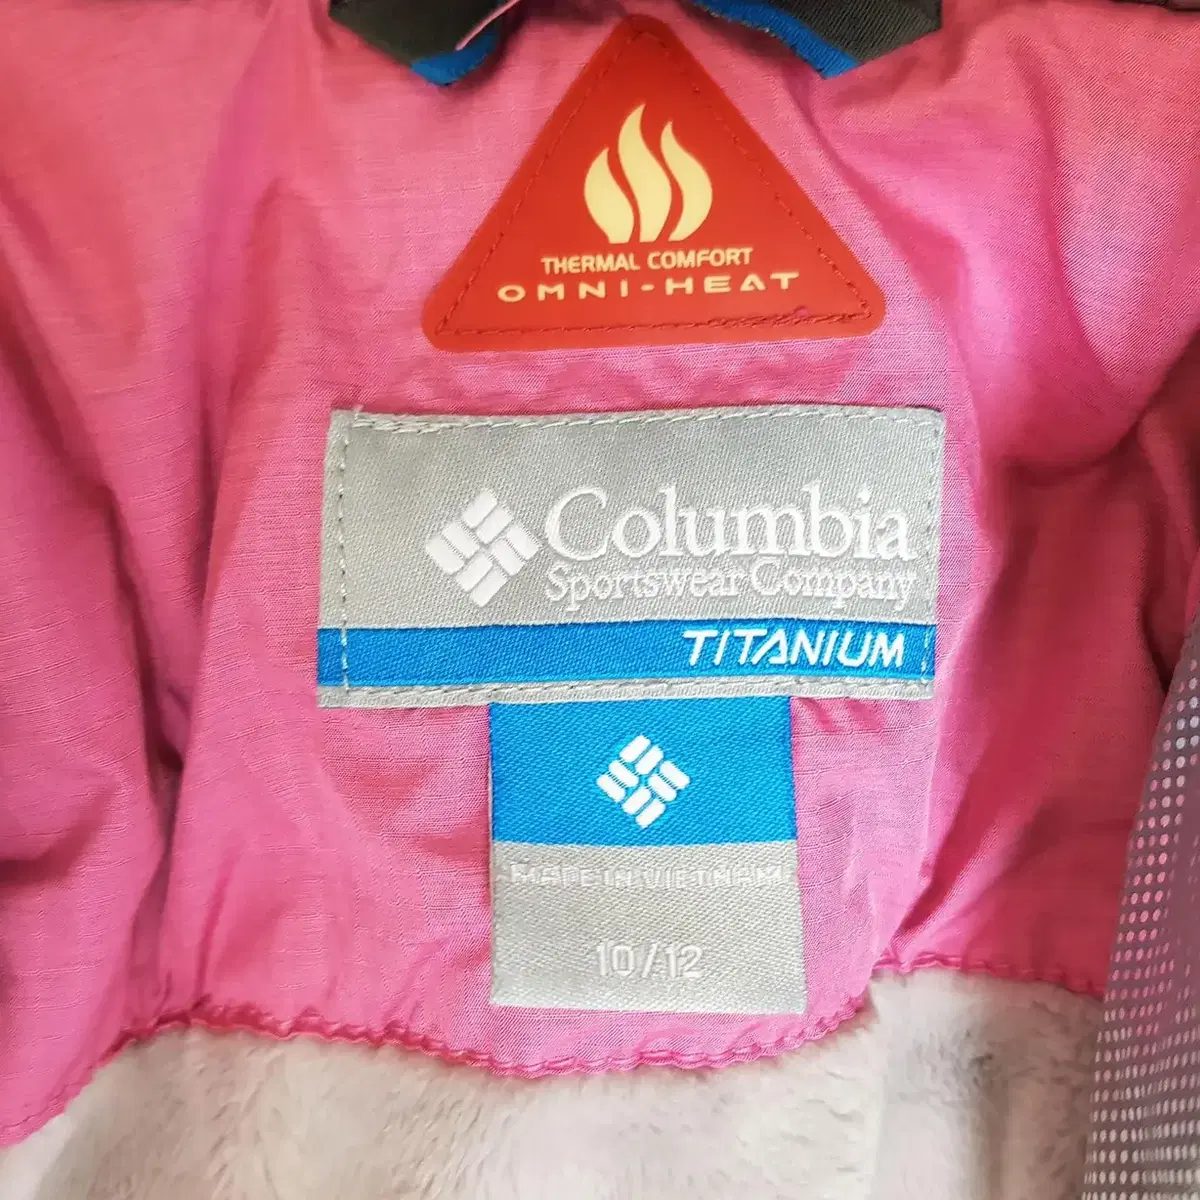 THERMAL COMFORT
OMNI-HEAT
Columbia
Sportswear Company
TITANIUM
MADE IN VIETNAM
10/12